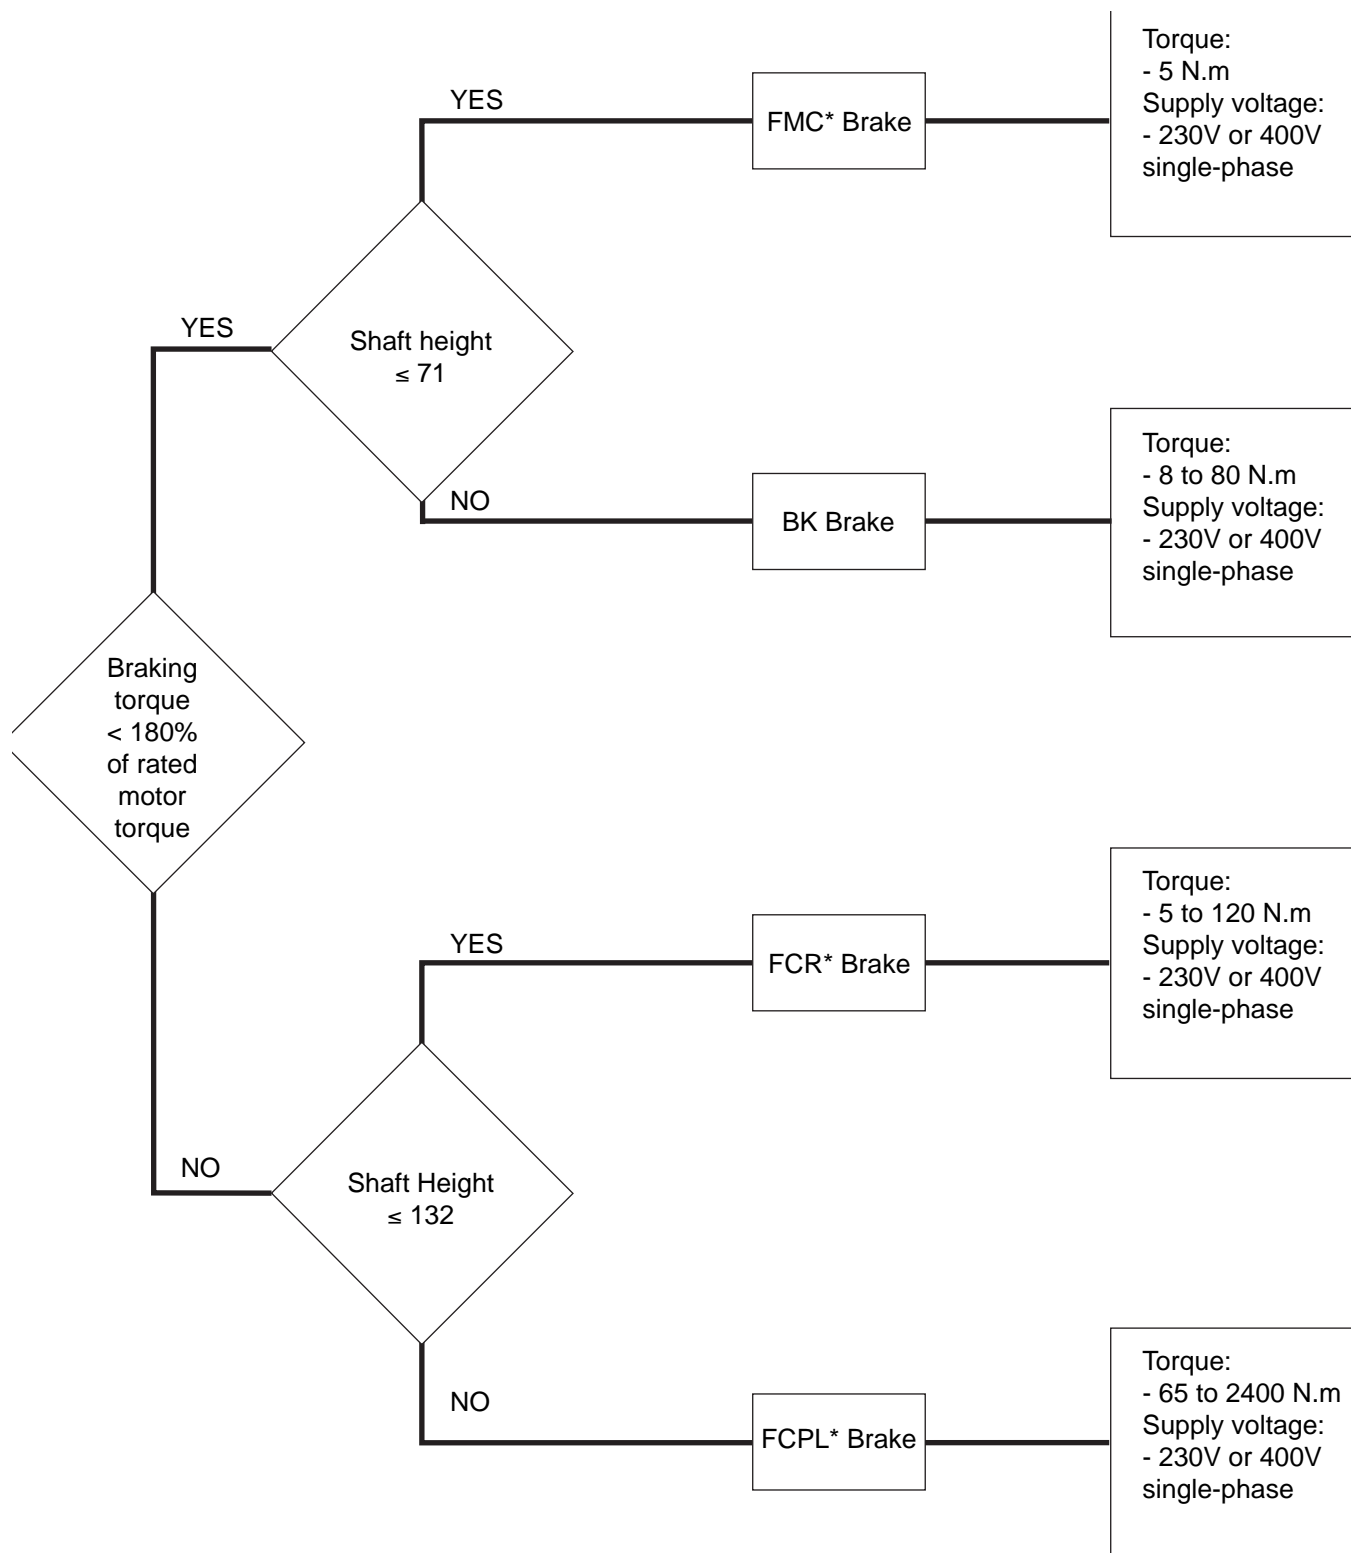 YES
FMC* Brake
Torque:
- 5 N.m
Supply voltage:
- 230V or 400V
single-phase
YES
Shaft height
≤ 71
NO
BK Brake
Torque:
- 8 to 80 N.m
Supply voltage:
- 230V or 400V
single-phase
Braking
torque
< 180%
of rated
motor
torque
YES
FCR* Brake
Torque:
- 5 to 120 N.m
Supply voltage:
- 230V or 400V
single-phase
NO
Shaft Height
≤ 132
NO
FCPL* Brake
Torque:
- 65 to 2400 N.m
Supply voltage:
- 230V or 400V
single-phase